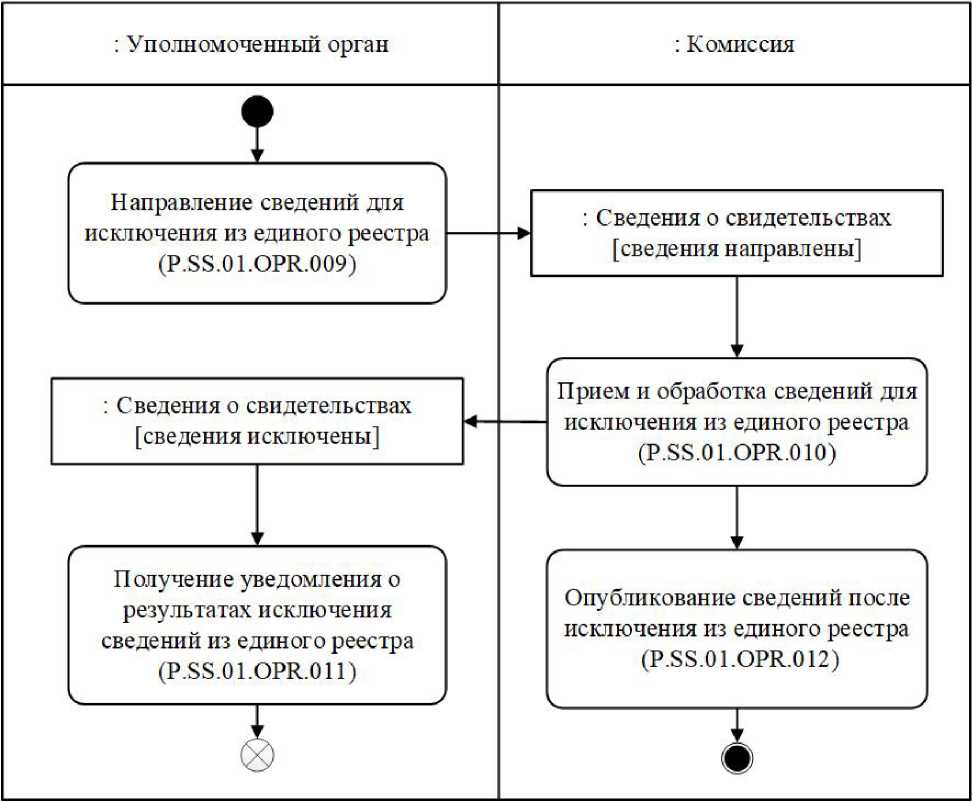 : Уполномоченный орган
: Комиссия
Направление сведений для
исключения из единого реестра
(P.SS.01.OPR.009)
: Сведения о свидетельствах
[сведения направлены]
Прием и обработка сведений для
исключения из единого реестра
(P.SS.01.OPR.010)
: Сведения о свидетельствах
[сведения исключены]
Получение уведомления о
результатах исключения
сведений из единого реестра
(P.SS.01.OPR.011)
Опубликование сведений после
исключения из единого реестра
(P.SS.01.OPR.012)